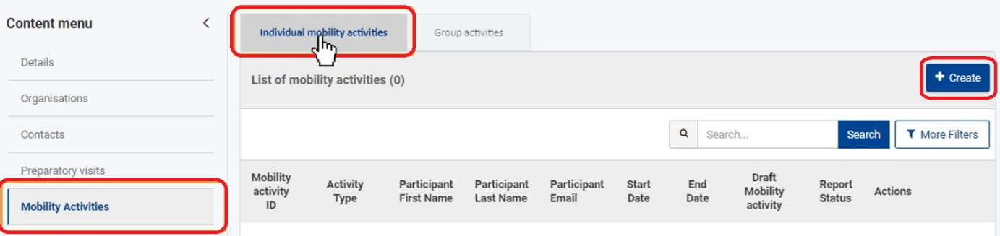 Content menu
Details
Organisations
Contacts
Preparatory visits
Mobility Activities
Individual mobility activities
Group activities
List of mobility activities (0)
Create
Search...
Search
More Filters
Mobility activity ID
Activity Type
Participant First Name
Participant Last Name
Participant Email
Start Date
End Date
Draft Mobility activity
Report Status
Actions